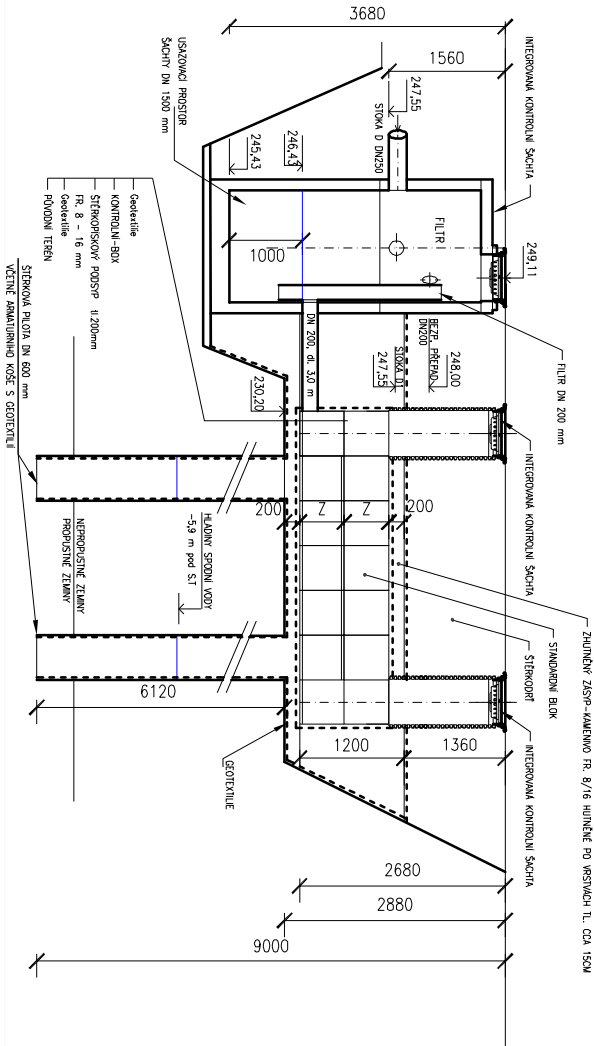 3680
1560
INTEGROVANÁ KONTROLNÍ ŠACHTA
USAZOVACÍ PROSTOR
ŠACHTY DN 1500 mm
247,55
STOKA D DN250
246,43
245,43
1000
FILTR
249,11
FILTR DN 200 mm
BEZP. PŘEPAD
DN200
248,00
STOKA D1
247,55
DN 200, dl. 3,0 m
230,20
INTEGROVANÁ KONTROLNÍ ŠACHTA
Geotextilie
KONTROLNÍ-BOX
ŠTĚRKOPÍSKOVÝ PODSYP tl.200mm
FR. 8 - 16 mm
Geotextilie
PŮVODNÍ TERÉN
ŠTĚRKOVÁ PILOTA DN 600 mm
VČETNĚ ARMATURNÍHO KOŠE S GEOTEXTILIÍ
200
Z
Z
200
HLADINY SPODNÍ VODY
-5,9 m pod S.T
NEPROPUSTNÉ ZEMINY
PROPUSTNÉ ZEMINY
ZHUTNĚNÝ ZÁSYP-KAMENIVO FR. 8/16 HUTNĚNÉ PO VRSTVÁCH TL. CCA 15CM
STANDARDNÍ BLOK
ŠTĚRKODRŤ
INTEGROVANÁ KONTROLNÍ ŠACHTA
6120
GEOTEXTILIE
1200
1360
2680
2880
9000